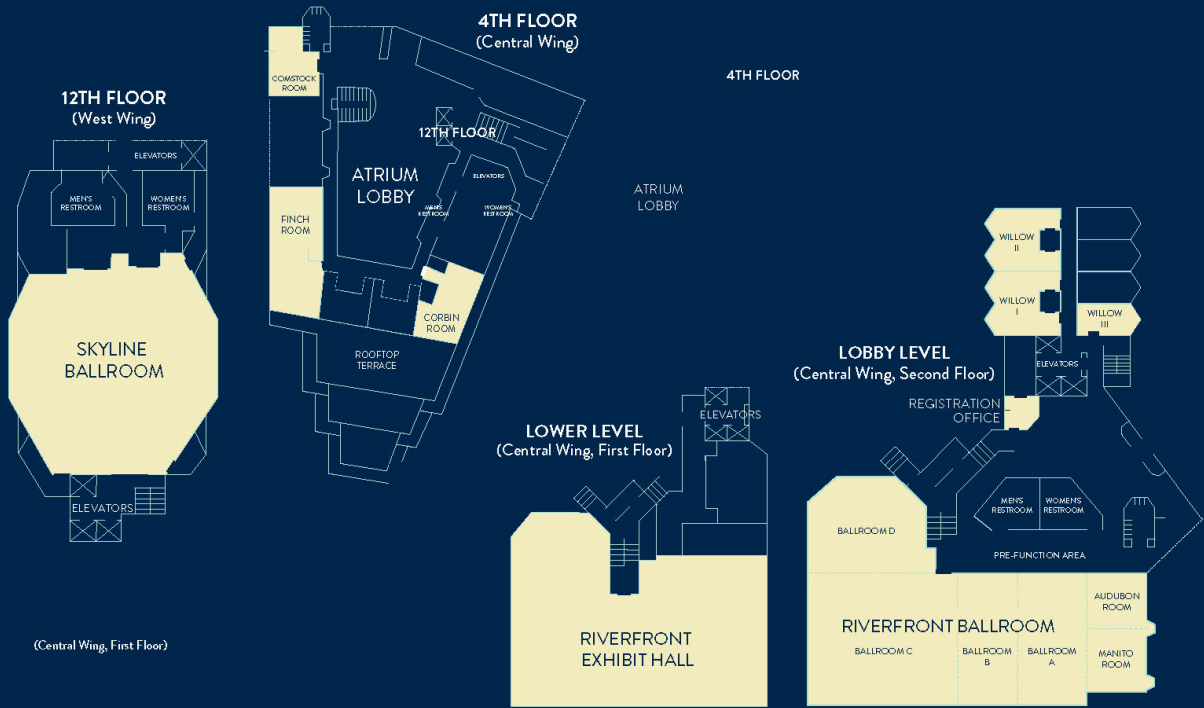 12TH FLOOR
(West Wing)
ELEVATORS
MEN'S
RESTROOM
WOMEN'S
RESTROOM
SKYLINE
BALLROOM
ELEVATORS
(Central Wing, First Floor)
4TH FLOOR
(Central Wing)
COMSTOCK
ROOM
12TH FLOOR
ATRIUM
LOBBY
ELEVATORS
MEN'S
RESTROOM
WOMEN'S
RESTROOM
FINCH
ROOM
CORBIN
ROOM
ROOFTOP
TERRACE
4TH FLOOR
ATRIUM
LOBBY
LOWER LEVEL
(Central Wing, First Floor)
ELEVATORS
RIVERFRONT
EXHIBIT HALL
LOBBY LEVEL
(Central Wing, Second Floor)
WILLOW
II
WILLOW
I
WILLOW
III
ELEVATORS
REGISTRATION
OFFICE
MEN'S
RESTROOM
WOMEN'S
RESTROOM
BALLROOM D
PRE-FUNCTION AREA
AUDUBON
ROOM
RIVERFRONT BALLROOM
BALLROOM C
BALLROOM
B
BALLROOM
A
MANITO
ROOM